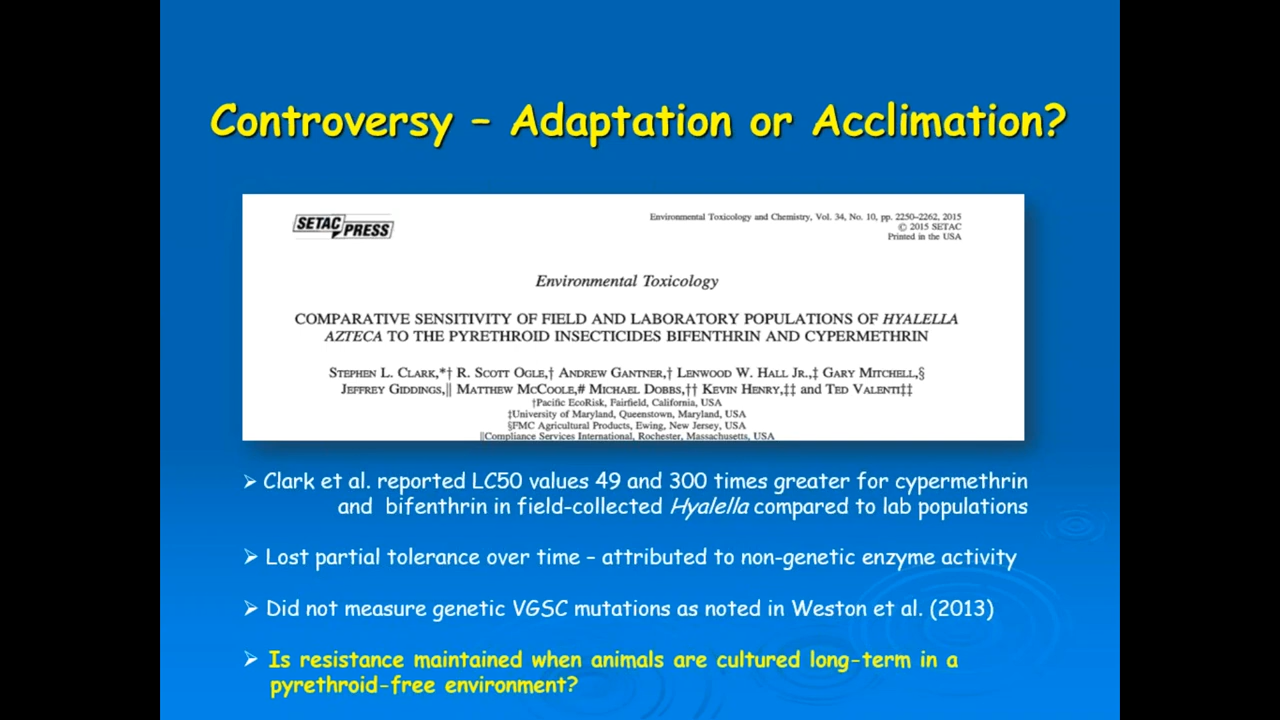 Controversy – Adaptation or Acclimation?
SETAC PRESS
Environmental Toxicology and Chemistry, Vol. 34, No. 10, pp. 2250–2262, 2015
© 2015 SETAC
Printed in the USA
Environmental Toxicology
COMPARATIVE SENSITIVITY OF FIELD AND LABORATORY POPULATIONS OF HYALELLA
AZTECA TO THE PYRETHROID INSECTICIDES BIFENTHRIN AND CYPERMETHRIN
STEPHEN L. CLARK,*† R. SCOTT OGLE,† ANDREW GANTNER,† LENWOOD W. HALL JR.,‡ GARY MITCHELL,§
JEFFREY GIDDINGS,|| MATTHEW MCCOOLE,# MICHAEL DOBBS,†† KEVIN HENRY,‡‡ and TED VALENTI‡‡
†Pacific EcoRisk, Fairfield, California, USA
‡University of Maryland, Queenstown, Maryland, USA
§FMC Agricultural Products, Ewing, New Jersey, USA
||Compliance Services International, Rochester, Massachusetts, USA
➢ Clark et al. reported LC50 values 49 and 300 times greater for cypermethrin
and bifenthrin in field-collected Hyalella compared to lab populations
➢ Lost partial tolerance over time – attributed to non-genetic enzyme activity
➢ Did not measure genetic VGSC mutations as noted in Weston et al. (2013)
➢ Is resistance maintained when animals are cultured long-term in a
pyrethroid-free environment?